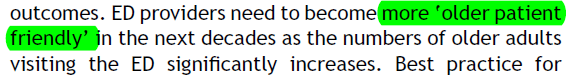 outcomes. ED providers need to become more ‘older patient
friendly’ in the next decades as the numbers of older adults
visiting the ED significantly increases. Best practice for